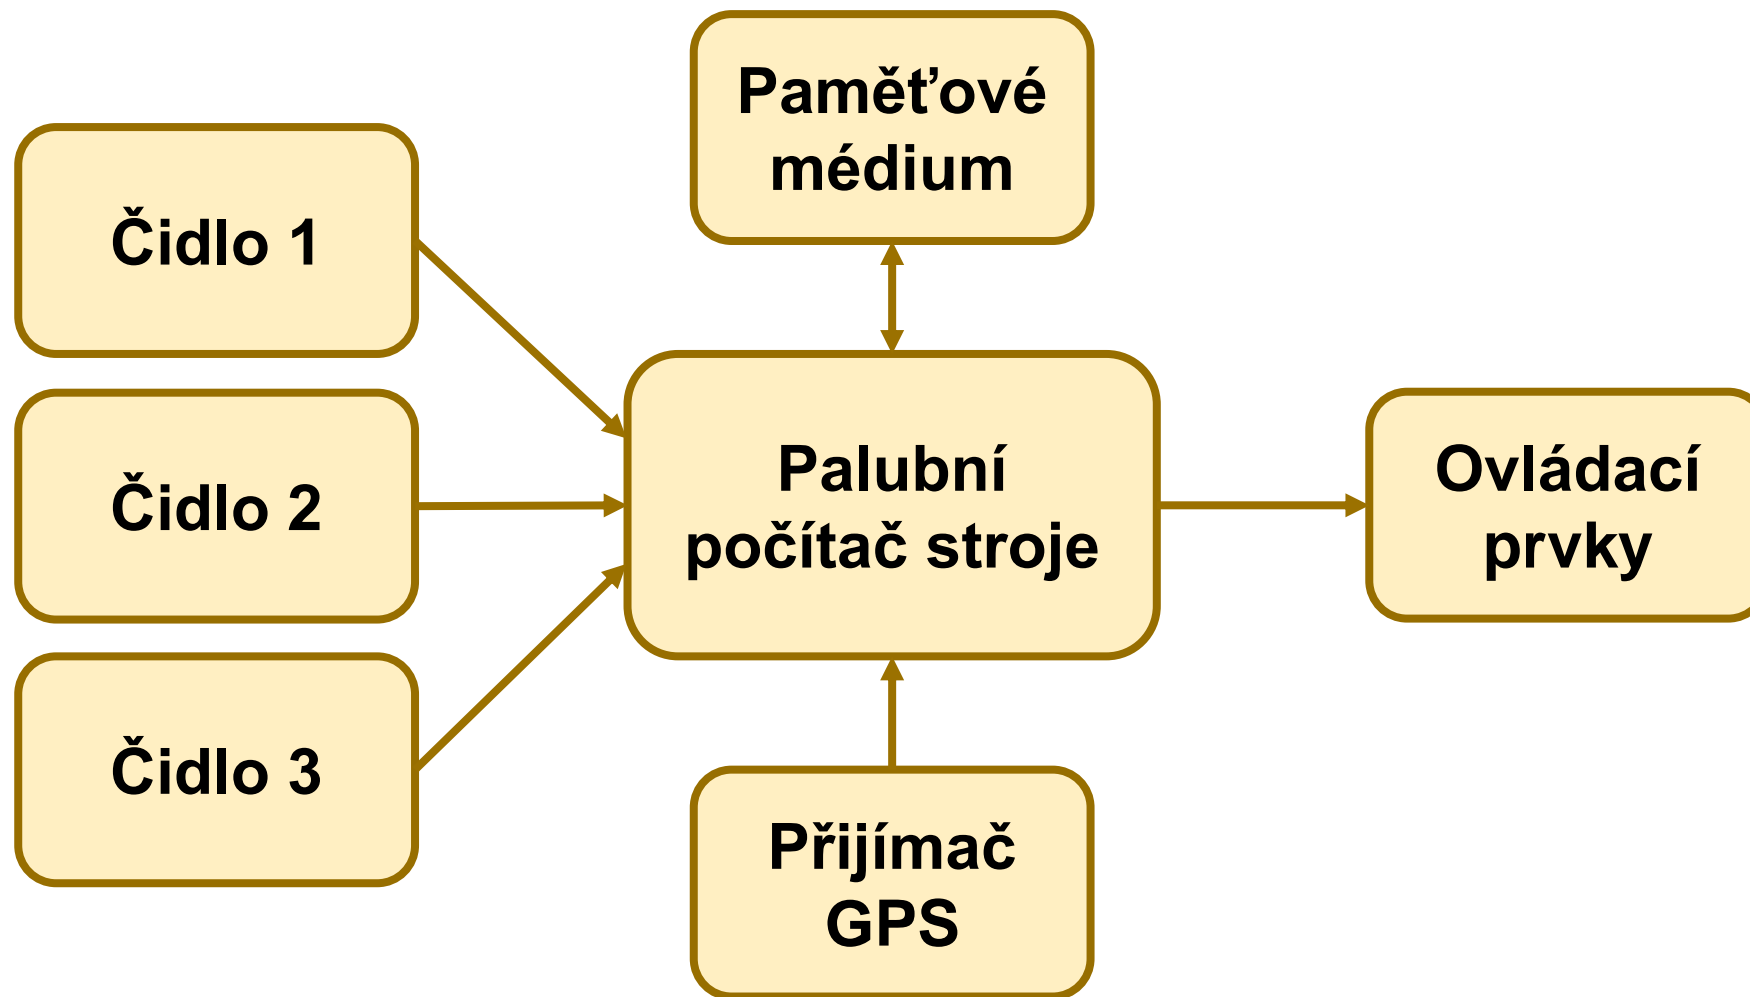 Paměťové
médium
Čidlo 1
Čidlo 2
Čidlo 3
Palubní
počítač stroje
Ovládací
prvky
Přijímač
GPS